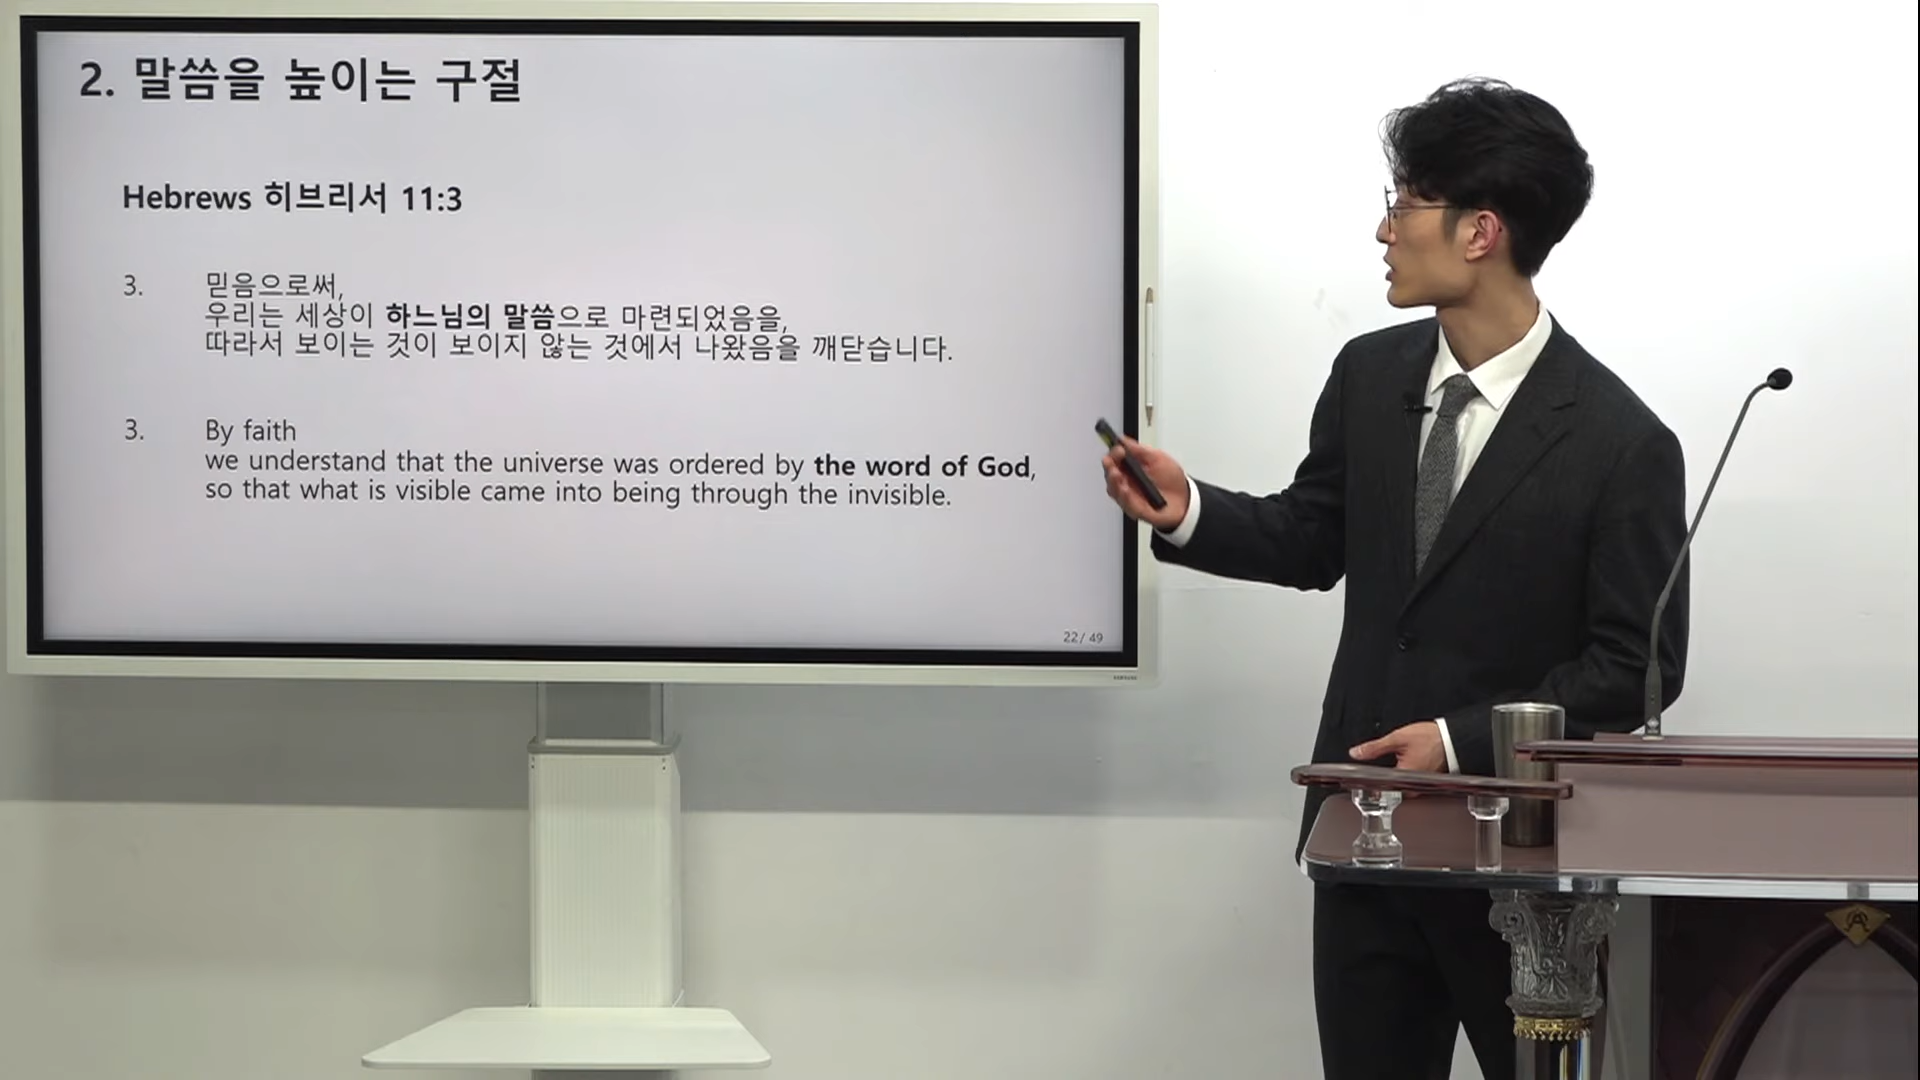 2. 말씀을 높이는 구절
Hebrews 히브리서 11:3
3. 믿음으로써,
우리는 세상이 하느님의 말씀으로 마련되었음을,
따라서 보이는 것이 보이지 않는 것에서 나왔음을 깨닫습니다.
3. By faith
we understand that the universe was ordered by the word of God,
so that what is visible came into being through the invisible.
22/ 49
SAMSUNG